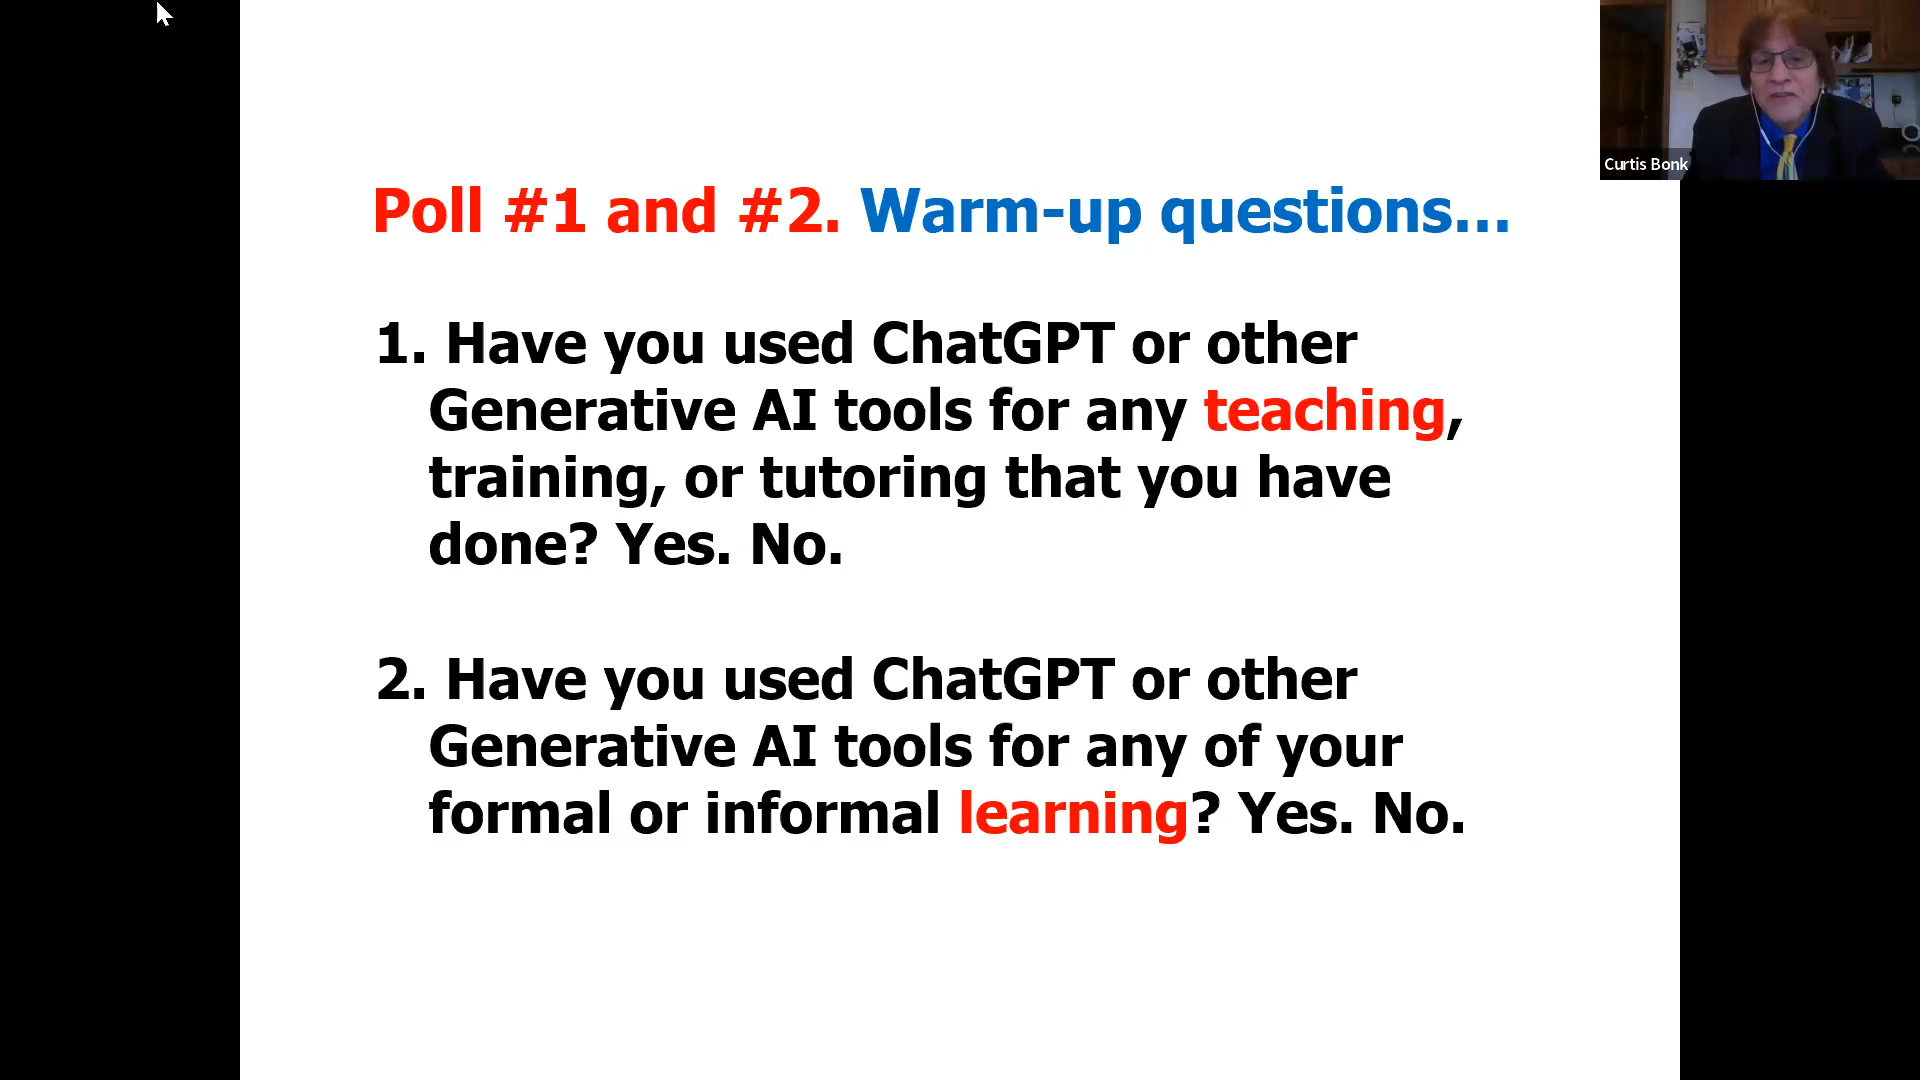 Curtis Bonk
Poll #1 and #2. Warm-up questions...
1. Have you used ChatGPT or other
Generative AI tools for any teaching,
training, or tutoring that you have
done? Yes. No.
2. Have you used ChatGPT or other
Generative AI tools for any of your
formal or informal learning? Yes. No.